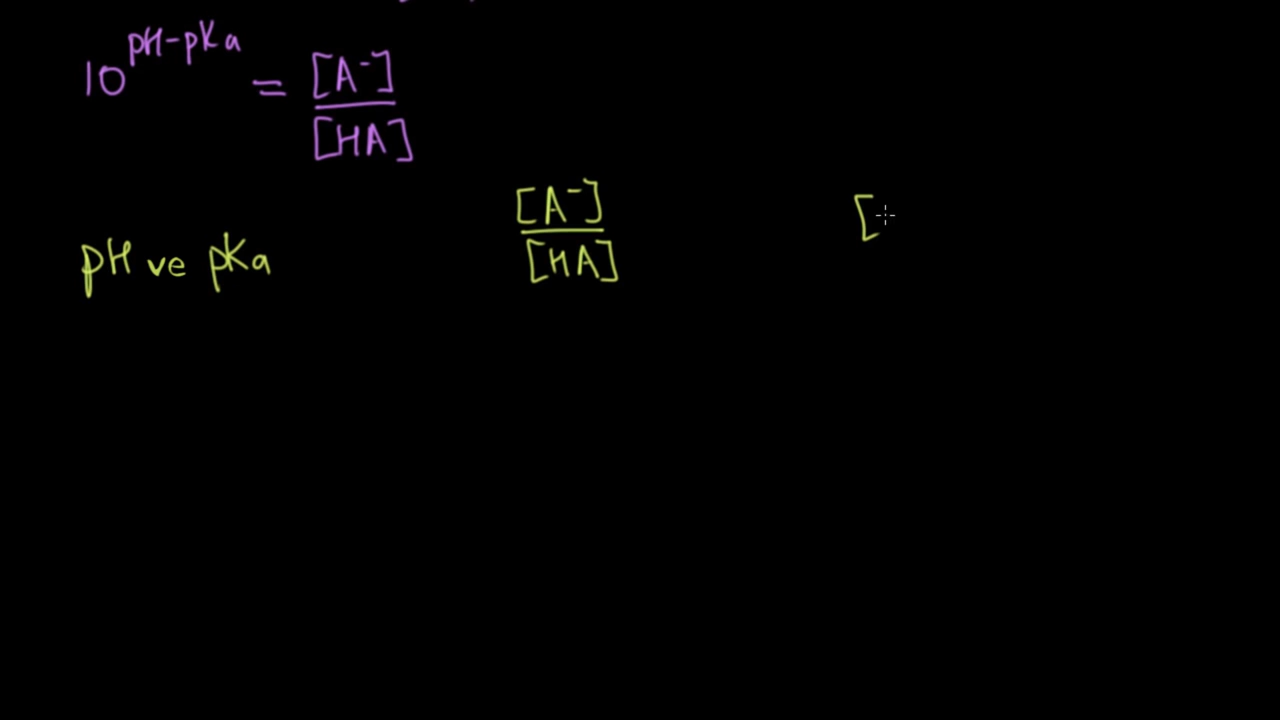 10^pH-pKa = [A⁻]
[HA]
pH ve pKa [A⁻] [
[HA]